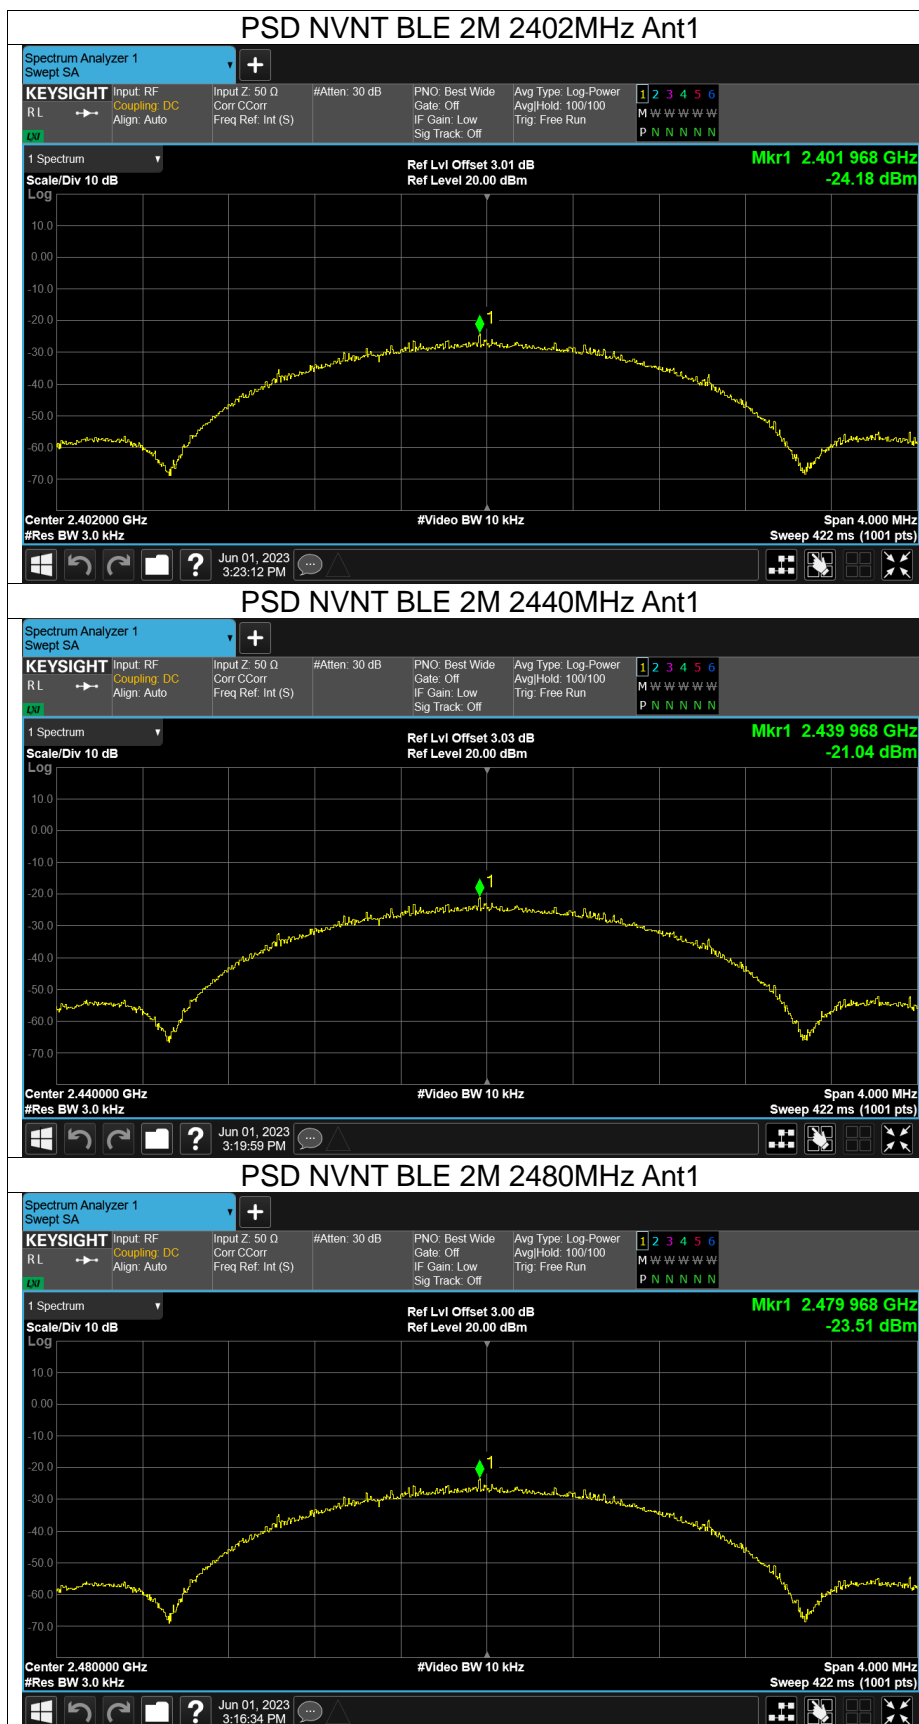 PSD NVNT BLE 2M 2402MHz Ant1
Spectrum Analyzer 1
Swept SA
KEYSIGHT Input: RF Input Z: 50 Ω #Atten: 30 dB PNO: Best Wide Avg Type: Log-Power 1 2 3 4 5 6
R L Coupling: DC Corr CCorr Gate: Off Avg|Hold: 100/100 M W W W W W
Align: Auto Freq Ref: Int (S) IF Gain: Low Trig: Free Run
LXI Sig Track: Off P N N N N N
1 Spectrum Ref Lvl Offset 3.01 dB Mkr1 2.401 968 GHz
Scale/Div 10 dB Ref Level 20.00 dBm -24.18 dBm
Log
10.0
0.00
-10.0
1
-20.0
-30.0
-40.0
-50.0
-60.0
-70.0
Center 2.402000 GHz #Video BW 10 kHz Span 4.000 MHz
#Res BW 3.0 kHz Sweep 422 ms (1001 pts)
? Jun 01, 2023
3:23:12 PM
PSD NVNT BLE 2M 2440MHz Ant1
Spectrum Analyzer 1
Swept SA
KEYSIGHT Input: RF Input Z: 50 Ω #Atten: 30 dB PNO: Best Wide Avg Type: Log-Power 1 2 3 4 5 6
R L Coupling: DC Corr CCorr Gate: Off Avg|Hold: 100/100 M W W W W W
Align: Auto Freq Ref: Int (S) IF Gain: Low Trig: Free Run
LXI Sig Track: Off P N N N N N
1 Spectrum Ref Lvl Offset 3.03 dB Mkr1 2.439 968 GHz
Scale/Div 10 dB Ref Level 20.00 dBm -21.04 dBm
Log
10.0
0.00
-10.0
1
-20.0
-30.0
-40.0
-50.0
-60.0
-70.0
Center 2.440000 GHz #Video BW 10 kHz Span 4.000 MHz
#Res BW 3.0 kHz Sweep 422 ms (1001 pts)
? Jun 01, 2023
3:19:59 PM
PSD NVNT BLE 2M 2480MHz Ant1
Spectrum Analyzer 1
Swept SA
KEYSIGHT Input: RF Input Z: 50 Ω #Atten: 30 dB PNO: Best Wide Avg Type: Log-Power 1 2 3 4 5 6
R L Coupling: DC Corr CCorr Gate: Off Avg|Hold: 100/100 M W W W W W
Align: Auto Freq Ref: Int (S) IF Gain: Low Trig: Free Run
LXI Sig Track: Off P N N N N N
1 Spectrum Ref Lvl Offset 3.00 dB Mkr1 2.479 968 GHz
Scale/Div 10 dB Ref Level 20.00 dBm -23.51 dBm
Log
10.0
0.00
-10.0
1
-20.0
-30.0
-40.0
-50.0
-60.0
-70.0
Center 2.480000 GHz #Video BW 10 kHz Span 4.000 MHz
#Res BW 3.0 kHz Sweep 422 ms (1001 pts)
? Jun 01, 2023
3:16:34 PM